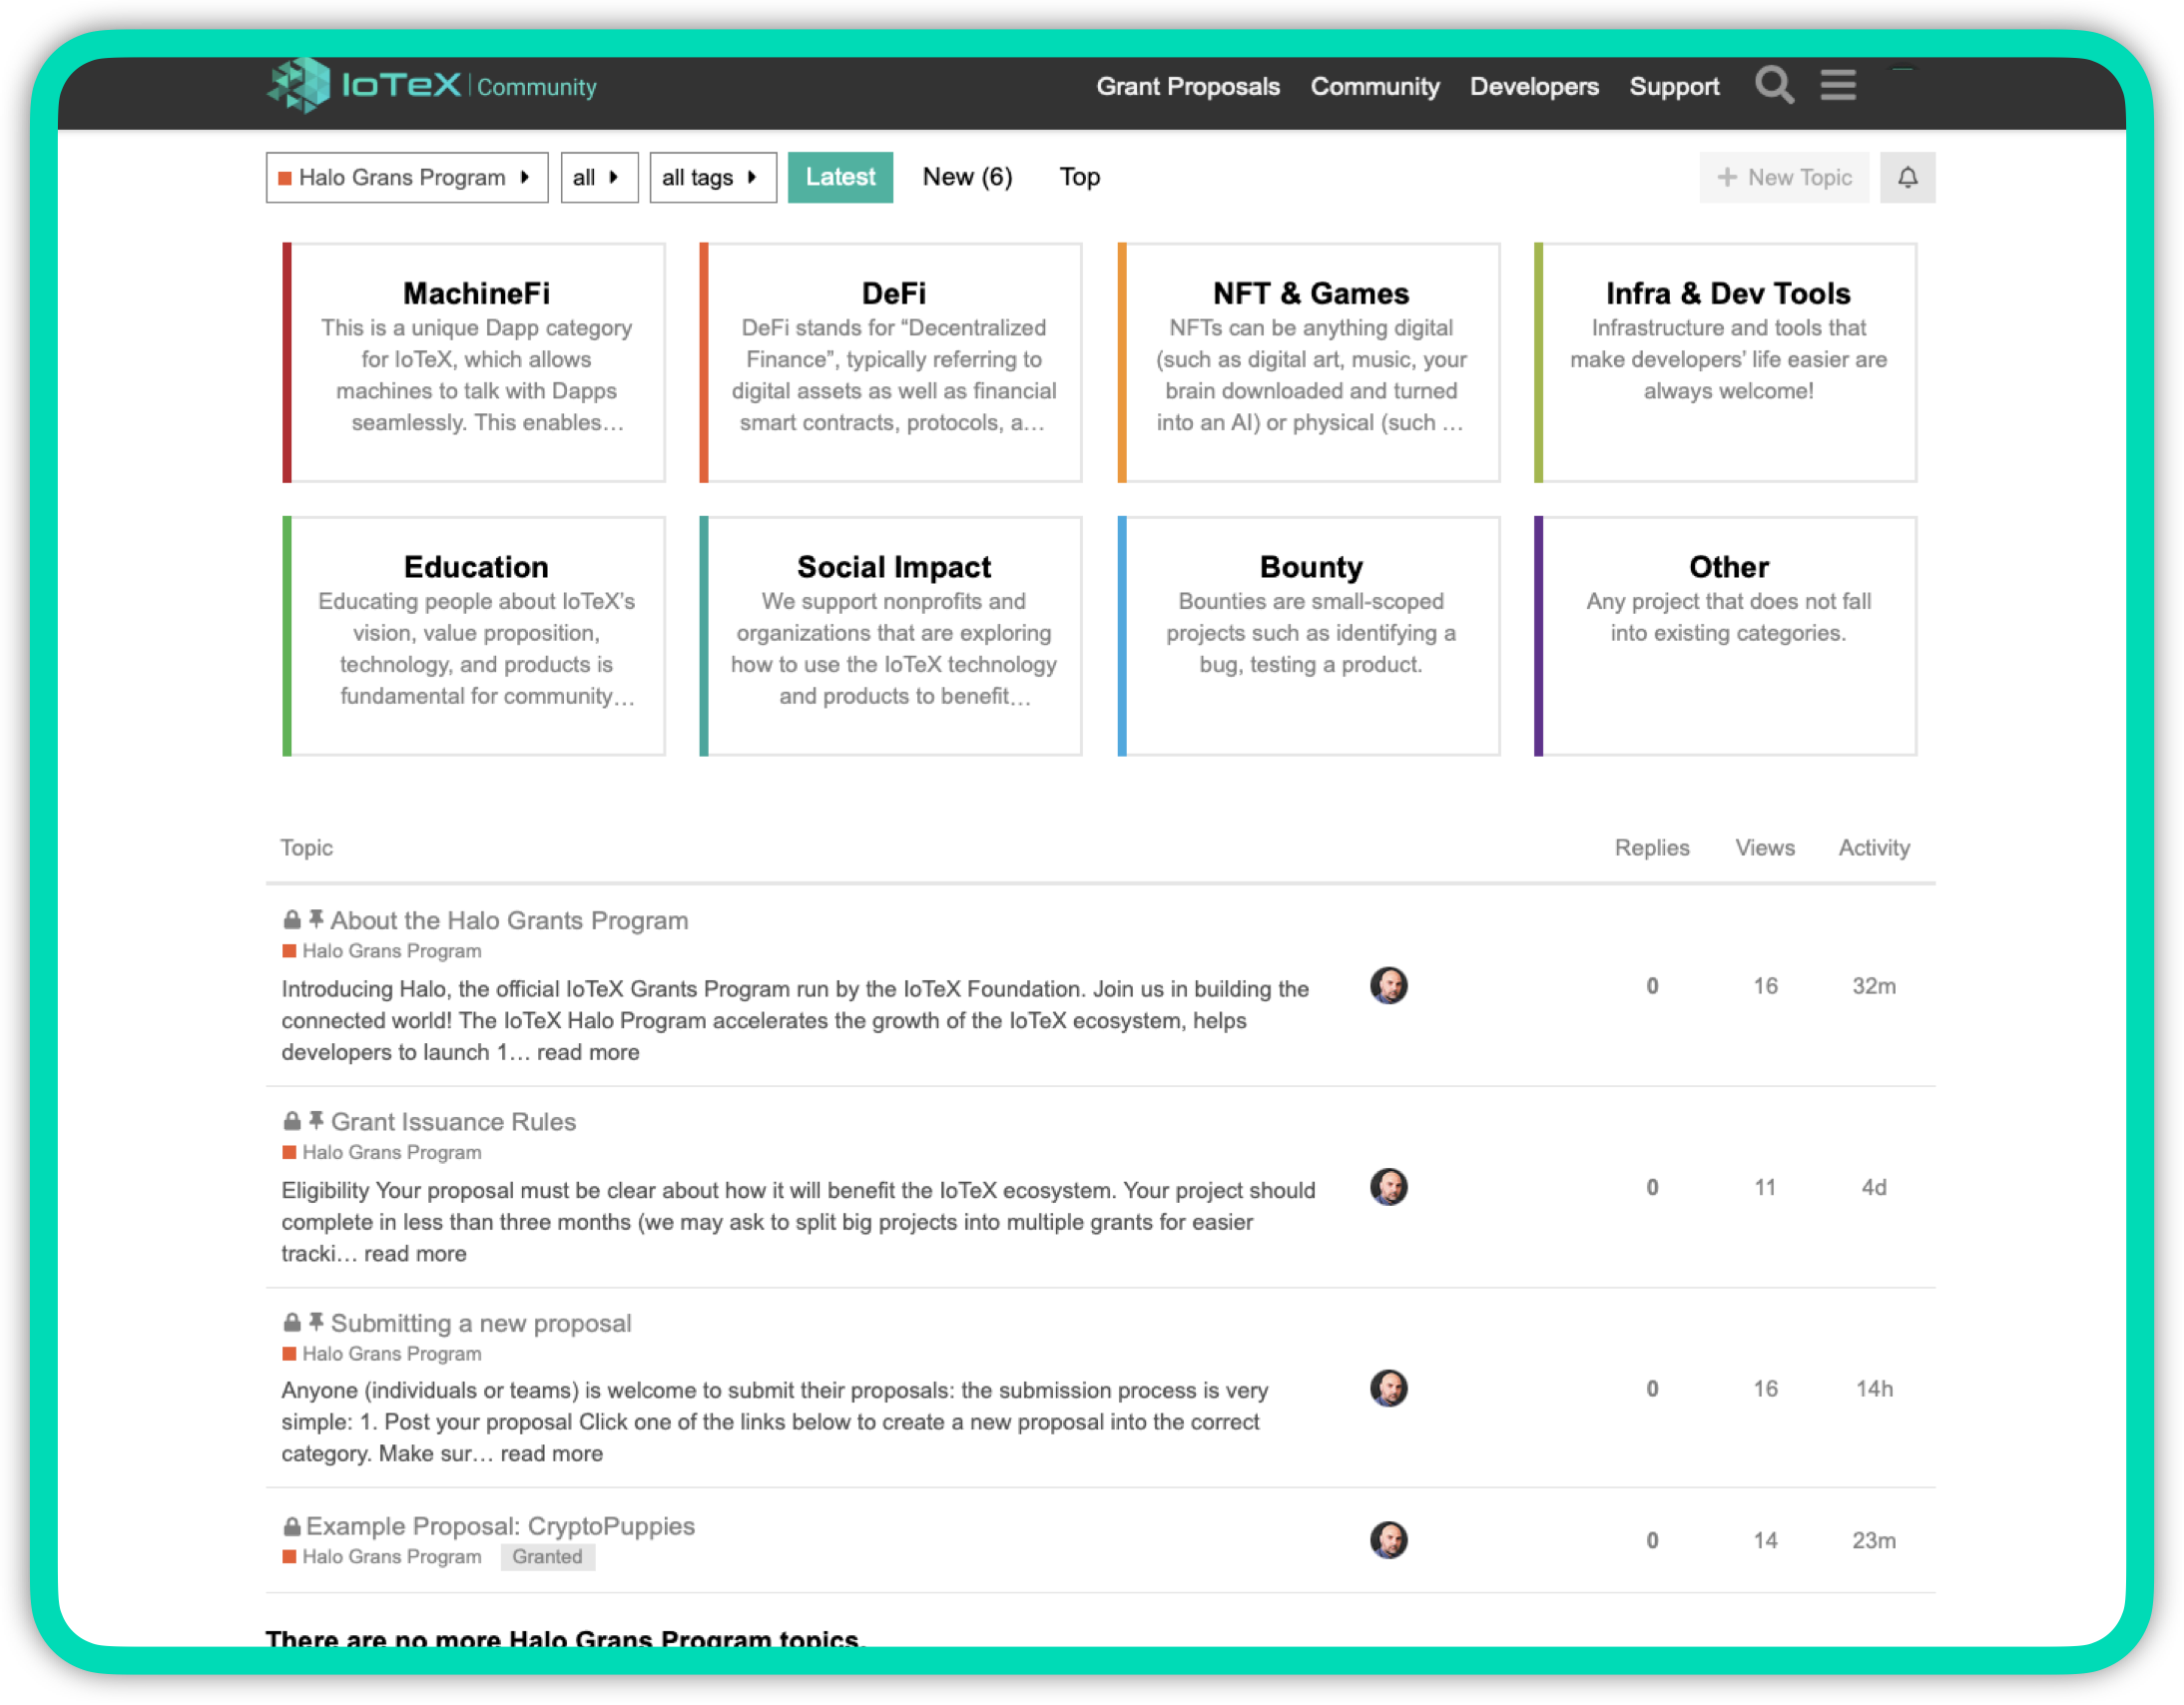 IoTeX | Community
Grant Proposals Community Developers Support
Halo Grans Program all all tags Latest New (6) Top + New Topic
MachineFi
This is a unique Dapp category
for IoTeX, which allows
machines to talk with Dapps
seamlessly. This enables…
DeFi
DeFi stands for “Decentralized
Finance”, typically referring to
digital assets as well as financial
smart contracts, protocols, a…
NFT & Games
NFTs can be anything digital
(such as digital art, music, your
brain downloaded and turned
into an AI) or physical (such …
Infra & Dev Tools
Infrastructure and tools that
make developers’ life easier are
always welcome!
Education
Educating people about IoTeX’s
vision, value proposition,
technology, and products is
fundamental for community…
Social Impact
We support nonprofits and
organizations that are exploring
how to use the IoTeX technology
and products to benefit…
Bounty
Bounties are small-scoped
projects such as identifying a
bug, testing a product.
Other
Any project that does not fall
into existing categories.
Topic Replies Views Activity
About the Halo Grants Program
Halo Grans Program
Introducing Halo, the official IoTeX Grants Program run by the IoTeX Foundation. Join us in building the
connected world! The IoTeX Halo Program accelerates the growth of the IoTeX ecosystem, helps
developers to launch 1… read more
0 16 32m
Grant Issuance Rules
Halo Grans Program
Eligibility Your proposal must be clear about how it will benefit the IoTeX ecosystem. Your project should
complete in less than three months (we may ask to split big projects into multiple grants for easier
tracki… read more
0 11 4d
Submitting a new proposal
Halo Grans Program
Anyone (individuals or teams) is welcome to submit their proposals: the submission process is very
simple: 1. Post your proposal Click one of the links below to create a new proposal into the correct
category. Make sur… read more
0 16 14h
Example Proposal: CryptoPuppies
Halo Grans Program Granted
0 14 23m
There are no more Halo Grans Program topics.